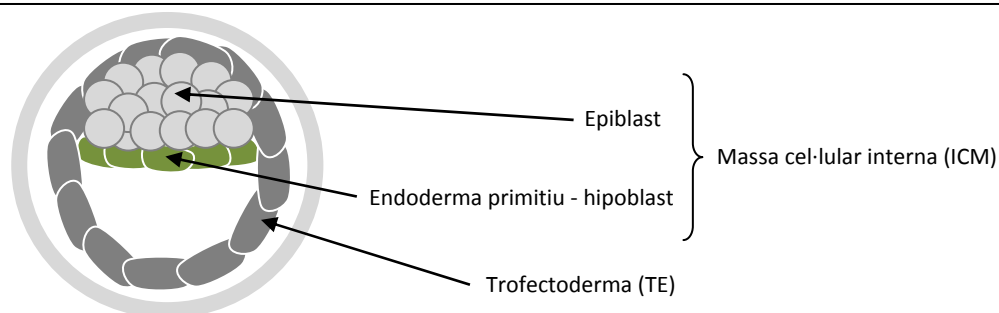 Epiblast
Massa cel·lular interna (ICM)
Endoderma primitiu - hipoblast
Trofectoderma (TE)